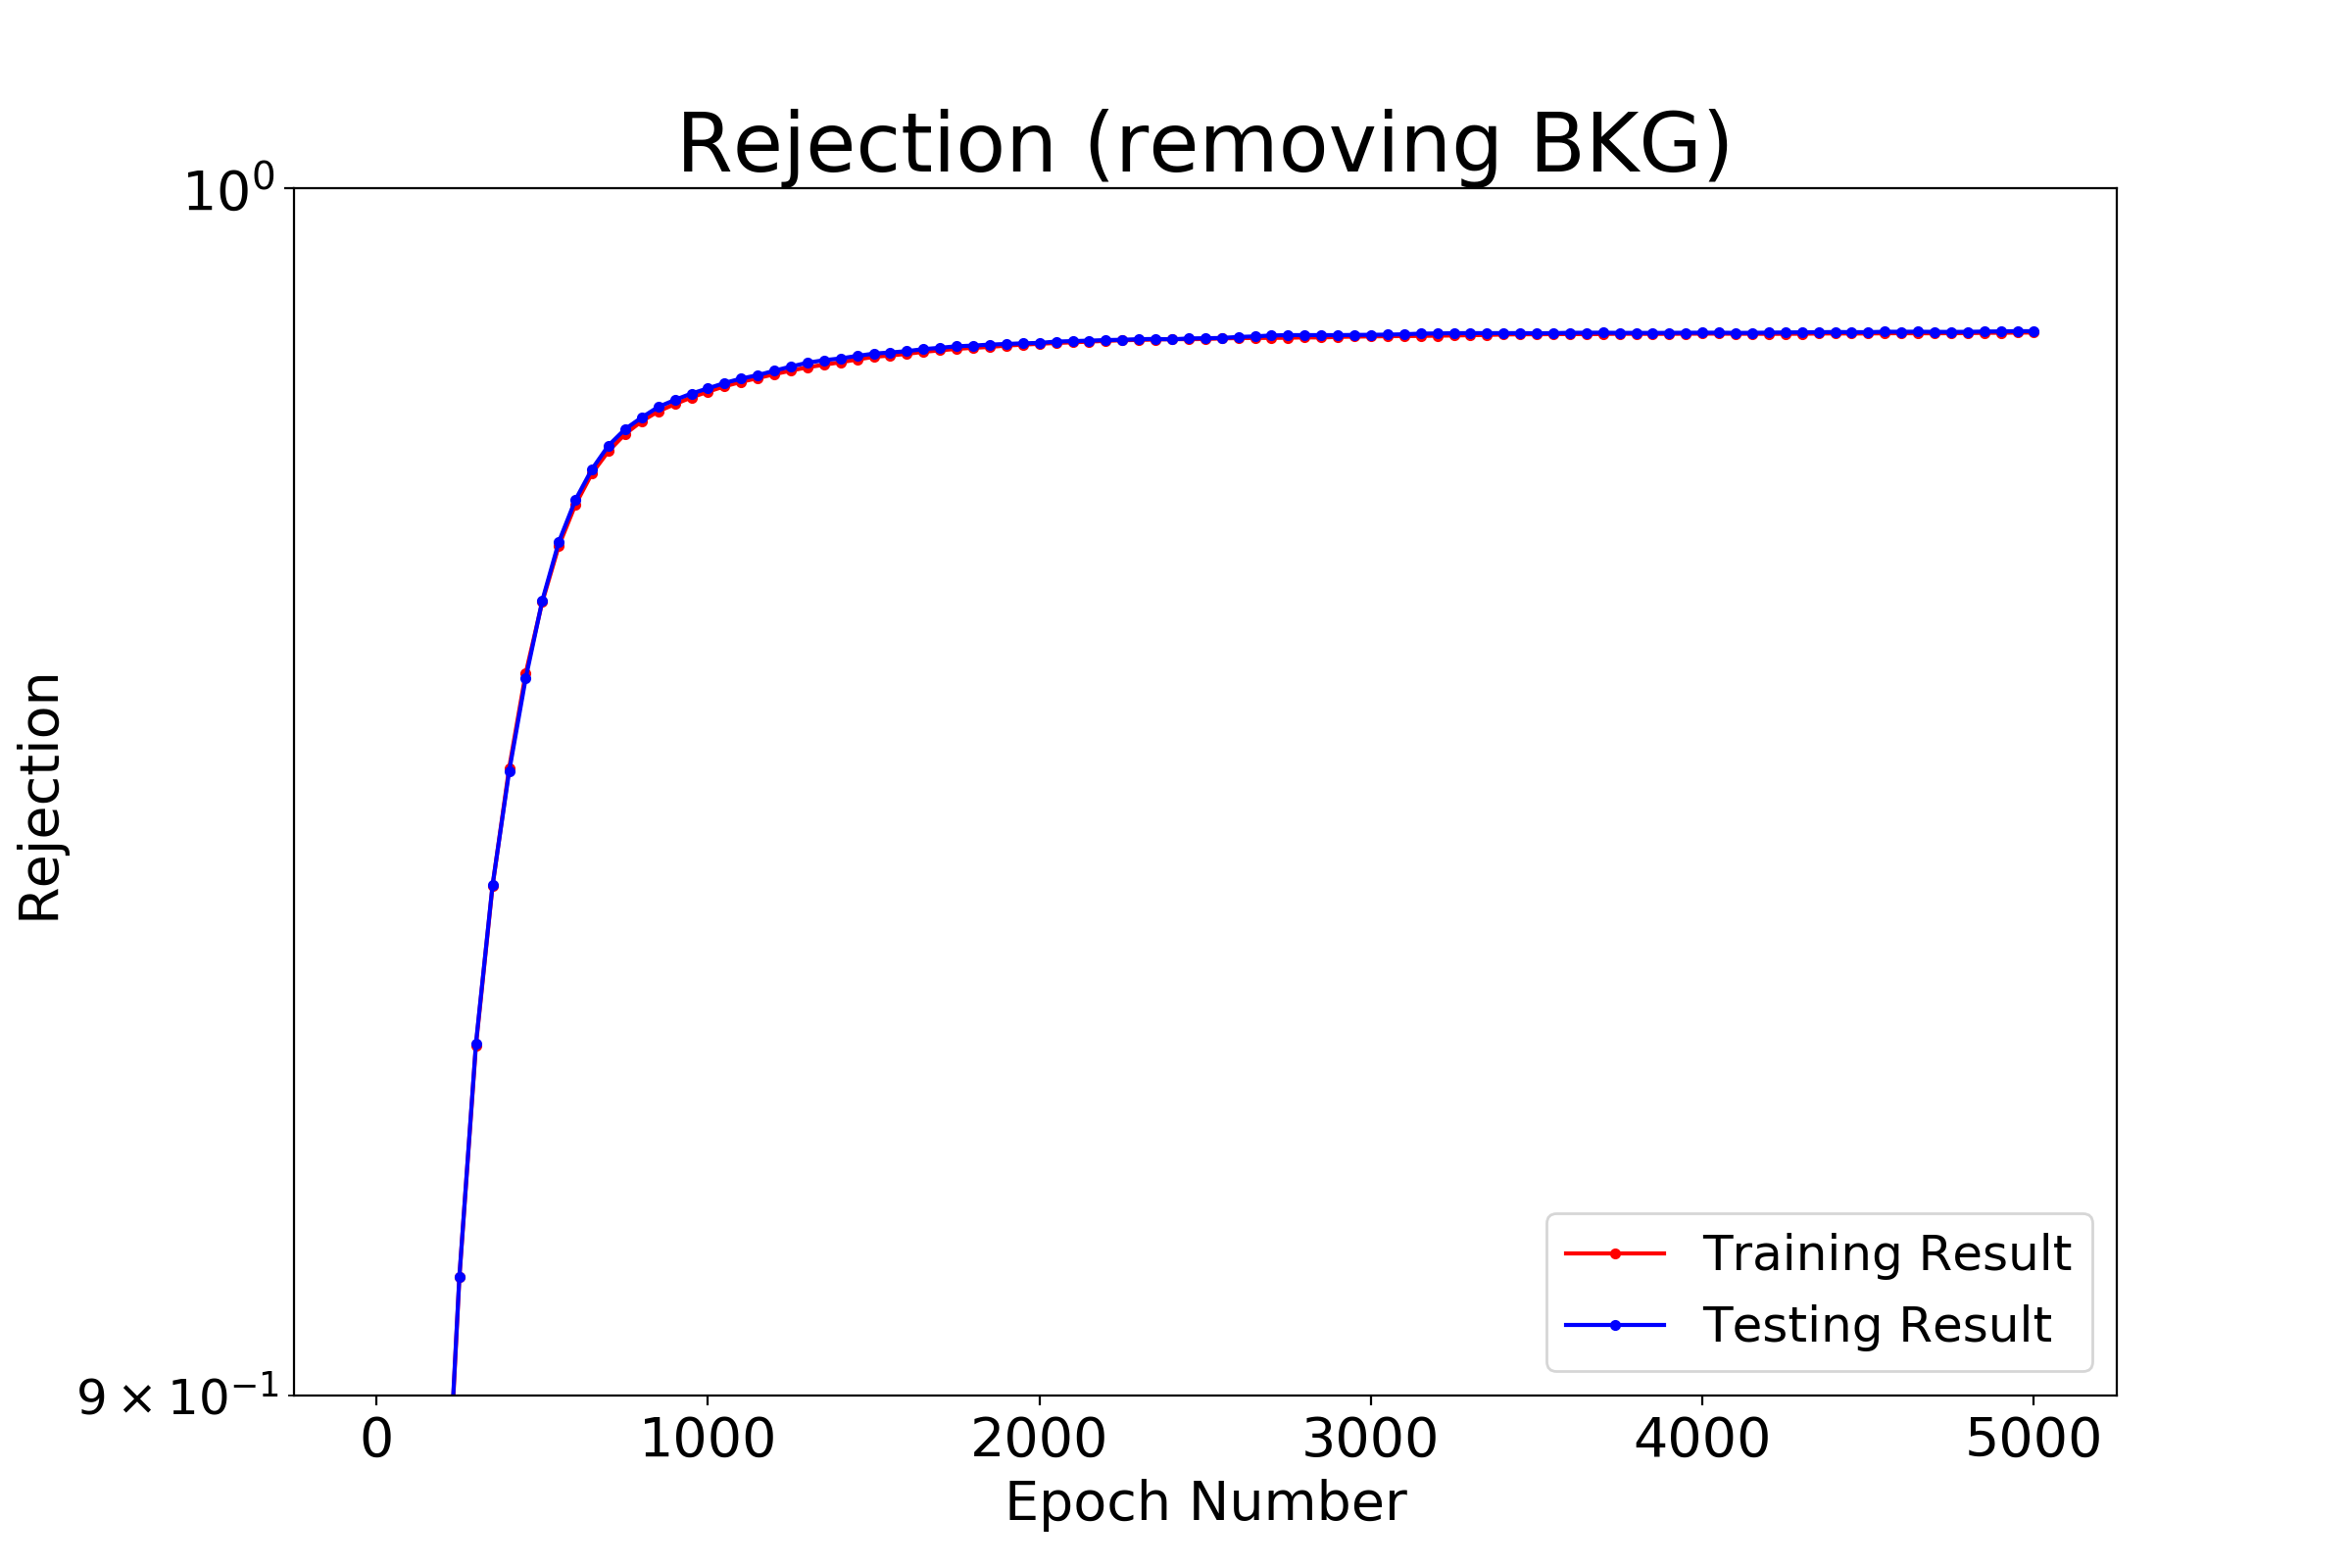 Rejection (removing BKG)
10⁰
Rejection
9 × 10⁻¹
0 1000 2000 3000 4000 5000
Epoch Number
Training Result
Testing Result